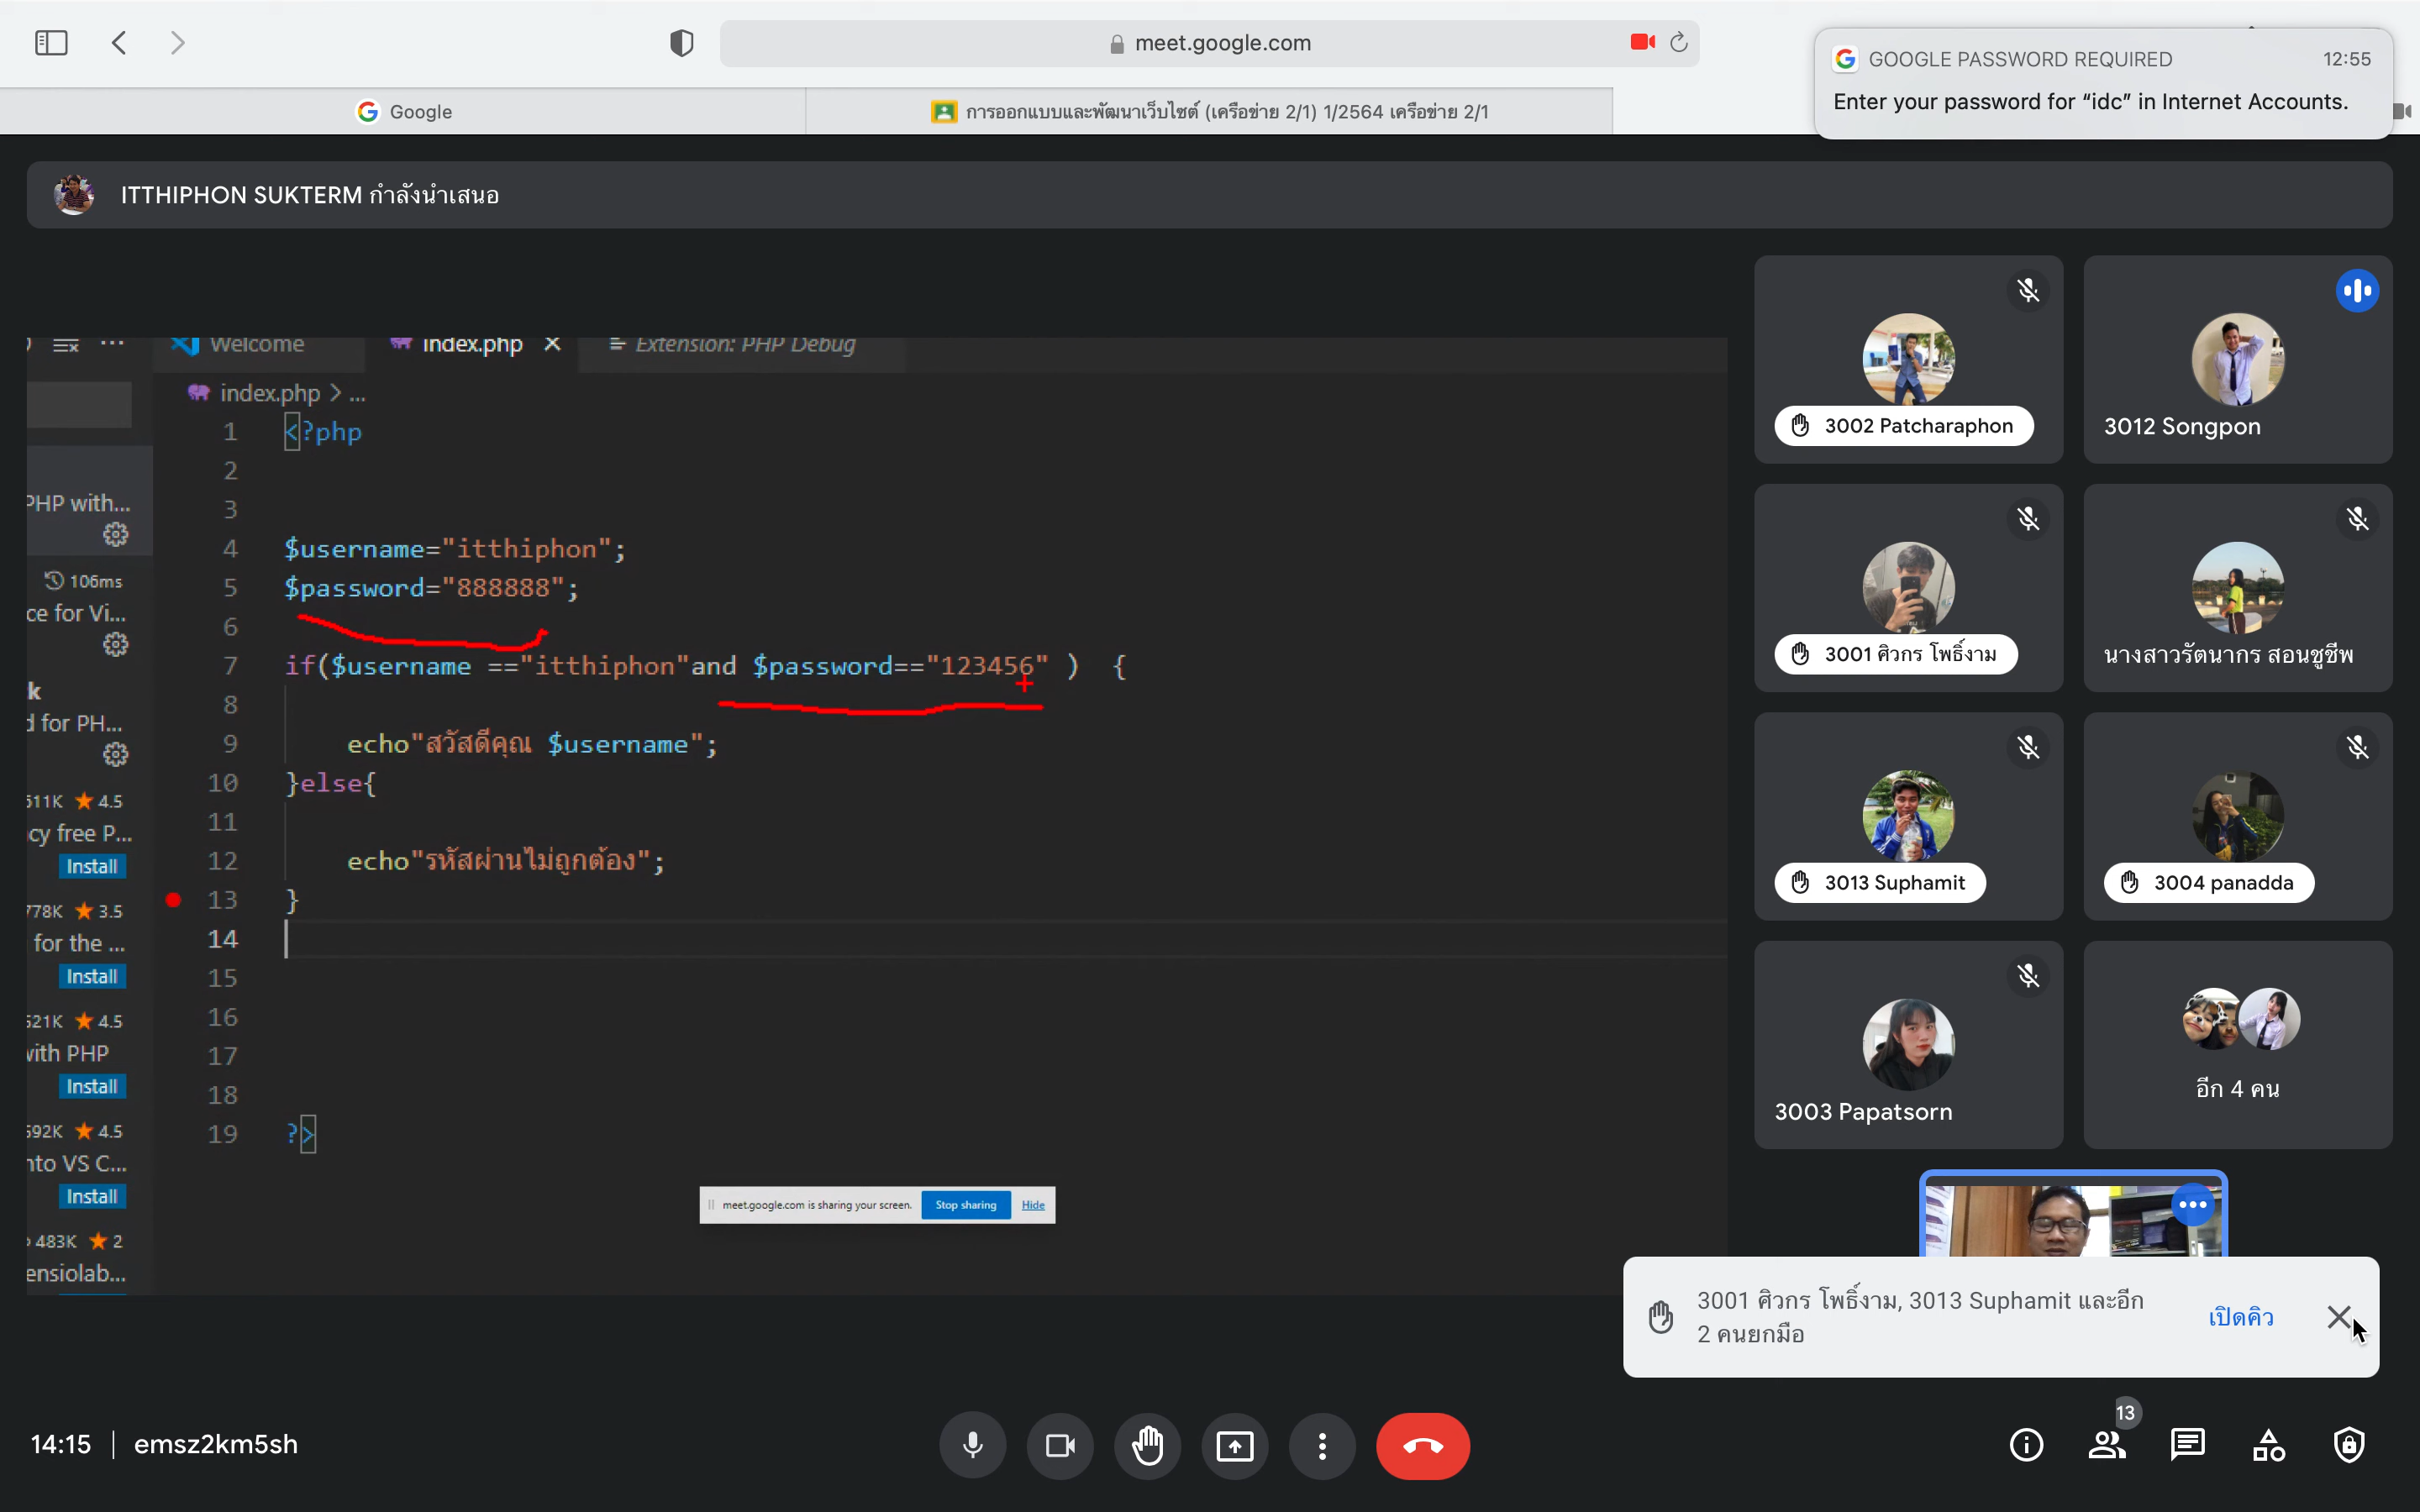 meet.google.com
GOOGLE PASSWORD REQUIRED
12:55
Enter your password for “idc” in Internet Accounts.
Google
การออกแบบและพัฒนาเว็บไซต์ (เครือข่าย 2/1) 1/2564 เครือข่าย 2/1
ITTHIPHON SUKTERM กำลังนำเสนอ
Welcome
index.php
Extension: PHP Debug
index.php > ...
1 <?php
2
3
4 $username="itthiphon";
5 $password="888888";
6
7 if($username =="itthiphon"and $password=="123456" ) {
8
9 echo"สวัสดีคุณ $username";
10 }else{
11
12 echo"รหัสผ่านไม่ถูกต้อง";
13 }
14
15
16
17
18
19 ?>
PHP with...
106ms
ce for Vi...
k
d for PH...
511K 4.5
cy free P...
Install
778K 3.5
for the ...
Install
521K 4.5
with PHP
Install
592K 4.5
nto VS C...
Install
483K 2
ensiolab...
meet.google.com is sharing your screen.
Stop sharing
Hide
3002 Patcharaphon
3012 Songpon
3001 ศิวกร โพธิ์งาม
นางสาวรัตนากร สอนชูชีพ
3013 Suphamit
3004 panadda
3003 Papatsorn
อีก 4 คน
3001 ศิวกร โพธิ์งาม, 3013 Suphamit และอีก
2 คนยกมือ
เปิดคิว
14:15 | emsz2km5sh
13